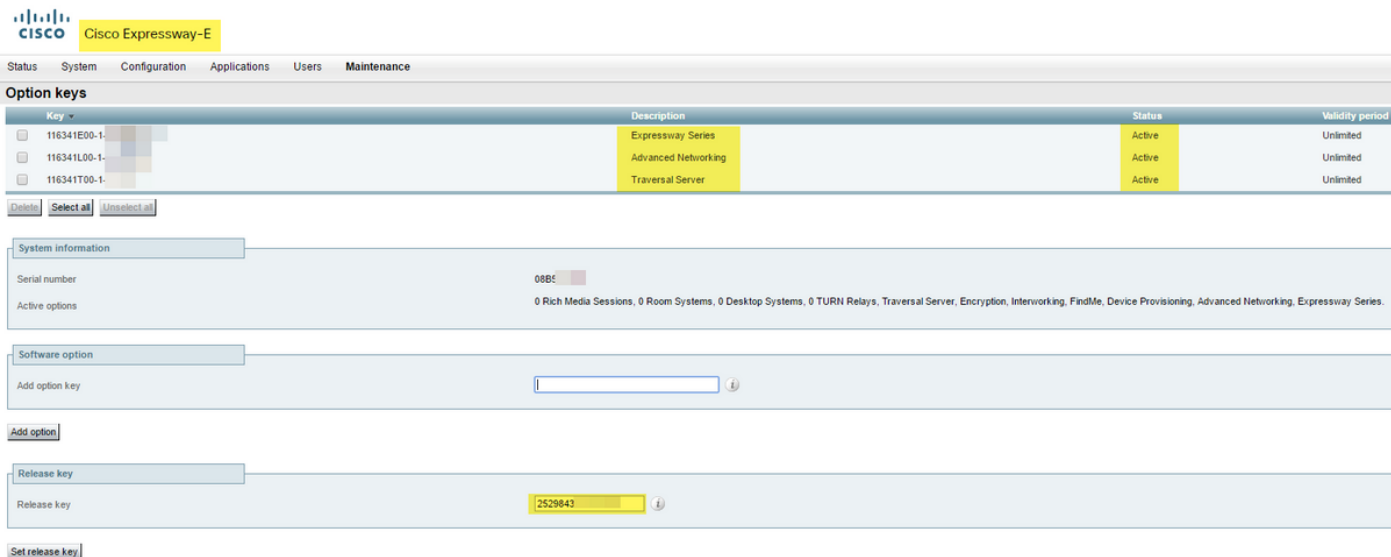 CISCO Cisco Expressway-E
Status System Configuration Applications Users Maintenance
Option keys
Key Description Status Validity period
116341E00-1- Expressway Series Active Unlimited
116341L00-1- Advanced Networking Active Unlimited
116341T00-1- Traversal Server Active Unlimited
Delete Select all Unselect all
System information
Serial number 08B5
Active options 0 Rich Media Sessions, 0 Room Systems, 0 Desktop Systems, 0 TURN Relays, Traversal Server, Encryption, Interworking, FindMe, Device Provisioning, Advanced Networking, Expressway Series.
Software option
Add option key i
Add option
Release key
Release key 2529843 i
Set release key